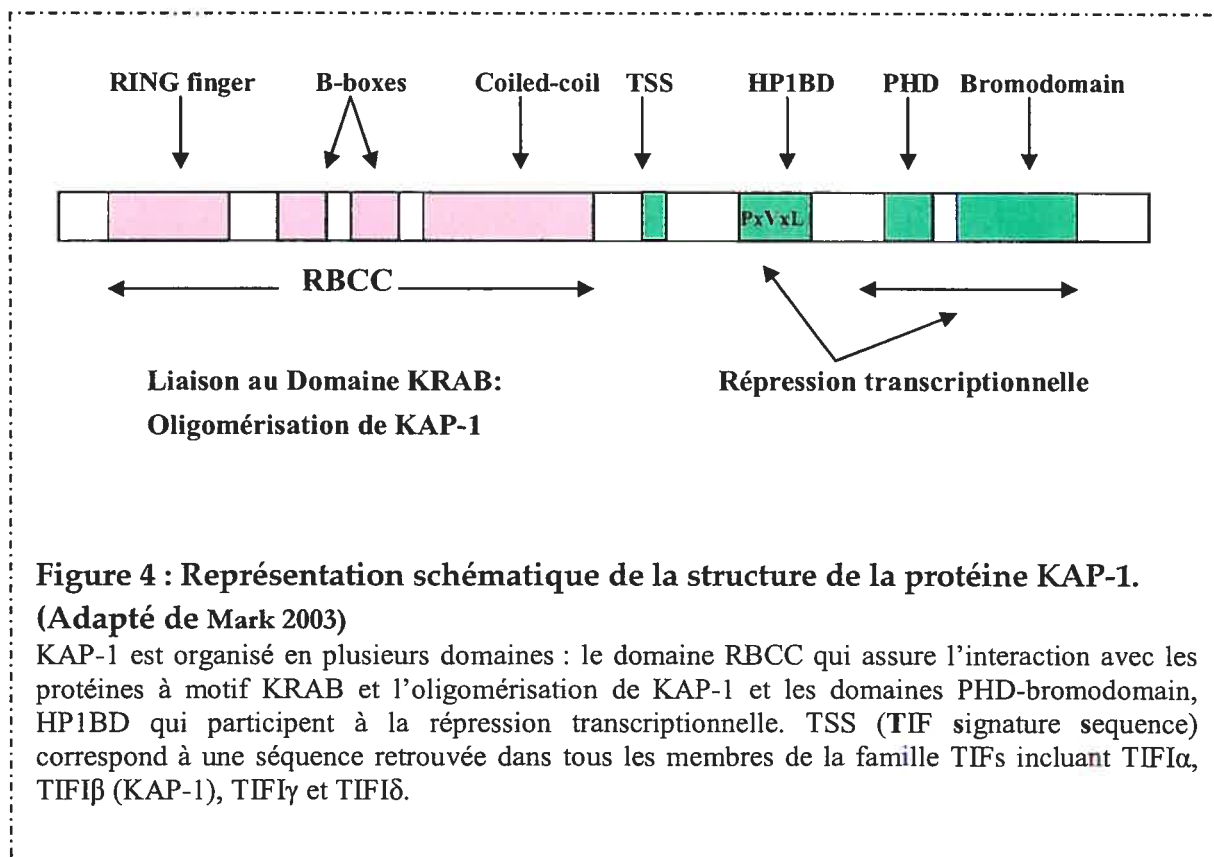 RING finger B-boxes Coiled-coil TSS HP1BD PHD Bromodomain
PxVxL
RBCC
Liaison au Domaine KRAB:
Oligomérisation de KAP-1
Répression transcriptionnelle
Figure 4 : Représentation schématique de la structure de la protéine KAP-1.
(Adapté de Mark 2003)
KAP-1 est organisé en plusieurs domaines : le domaine RBCC qui assure l'interaction avec les
protéines à motif KRAB et l'oligomérisation de KAP-1 et les domaines PHD-bromodomain,
HP1BD qui participent à la répression transcriptionnelle. TSS (TIF signature sequence)
correspond à une séquence retrouvée dans tous les membres de la famille TIFs incluant TIFIα,
TIFIβ (KAP-1), TIFIγ et TIFIδ.